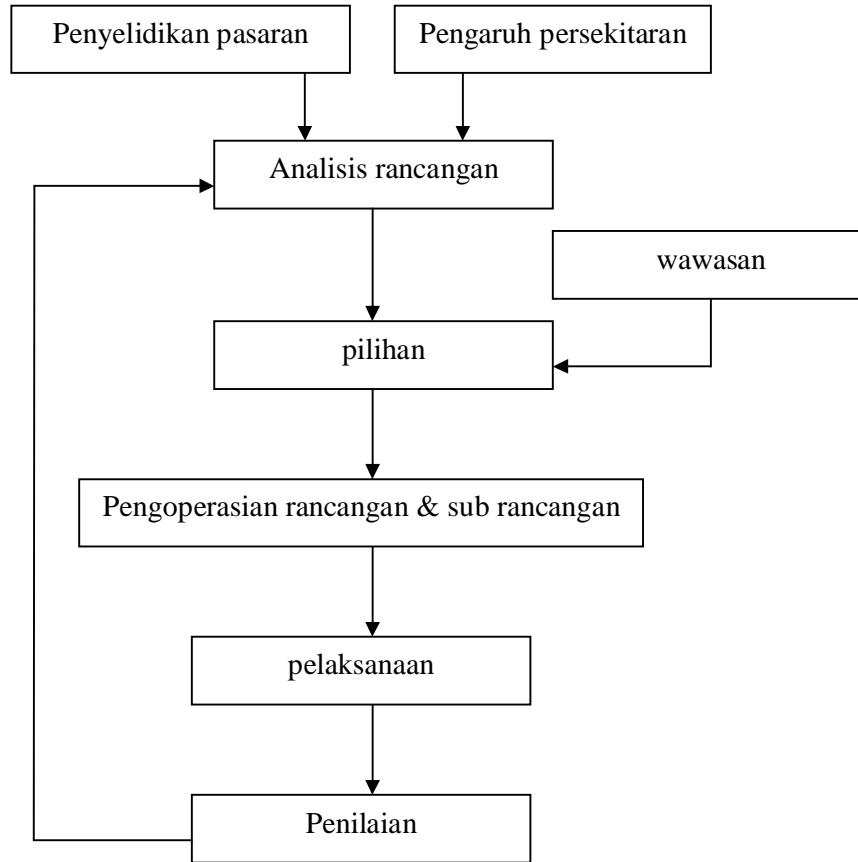 Penyelidikan pasaran
Pengaruh persekitaran
Analisis rancangan
wawasan
pilihan
Pengoperasian rancangan & sub rancangan
pelaksanaan
Penilaian